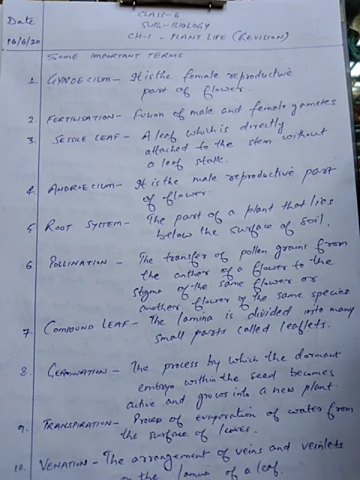 Date
CLASS-6
SUB-BIOLOGY
16/6/20
CH-1 - PLANT LIFE (REVISION)
SOME IMPORTANT TERMS
1. GYNOECIUM- It is the female reproductive
part of flower.
2. FERTILISATION- Fusion of male and female gametes
3. SESSILE LEAF- A leaf which is directly
attached to the stem without
a leaf stalk.
4. ANDROECIUM- It is the male reproductive part
of flower.
5 ROOT SYSTEM- The part of a plant that lies
below the surface of soil.
6 POLLINATION- The transfer of pollen grains from
the anther of a flower to the
stigma of the same flower or
another flower of the same species
7. COMPOUND LEAF- The lamina is divided into many
small parts called leaflets.
8. GERMINATION- The process by which the dormant
embryo within the seed becomes
active and grows into a new plant.
9. TRANSPIRATION- Process of evaporation of water from
the surface of leaves.
10. VENATION- The arrangement of veins and veinlets
on the lamina of a leaf.